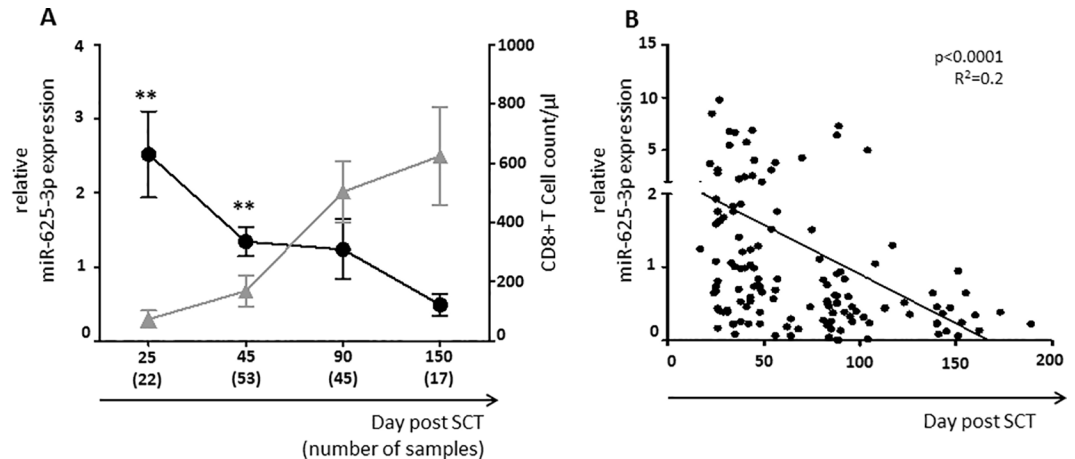 A
relative
miR-625-3p expression
4
3
2
1
0
**
**
1000
800
600
400
200
0
CD8+ T Cell count/µl
25 45 90 150
(22) (53) (45) (17)
Day post SCT
(number of samples)
B
relative
miR-625-3p expression
15
10
5
2
1
0
p<0.0001
R²=0.2
0 50 100 150 200
Day post SCT